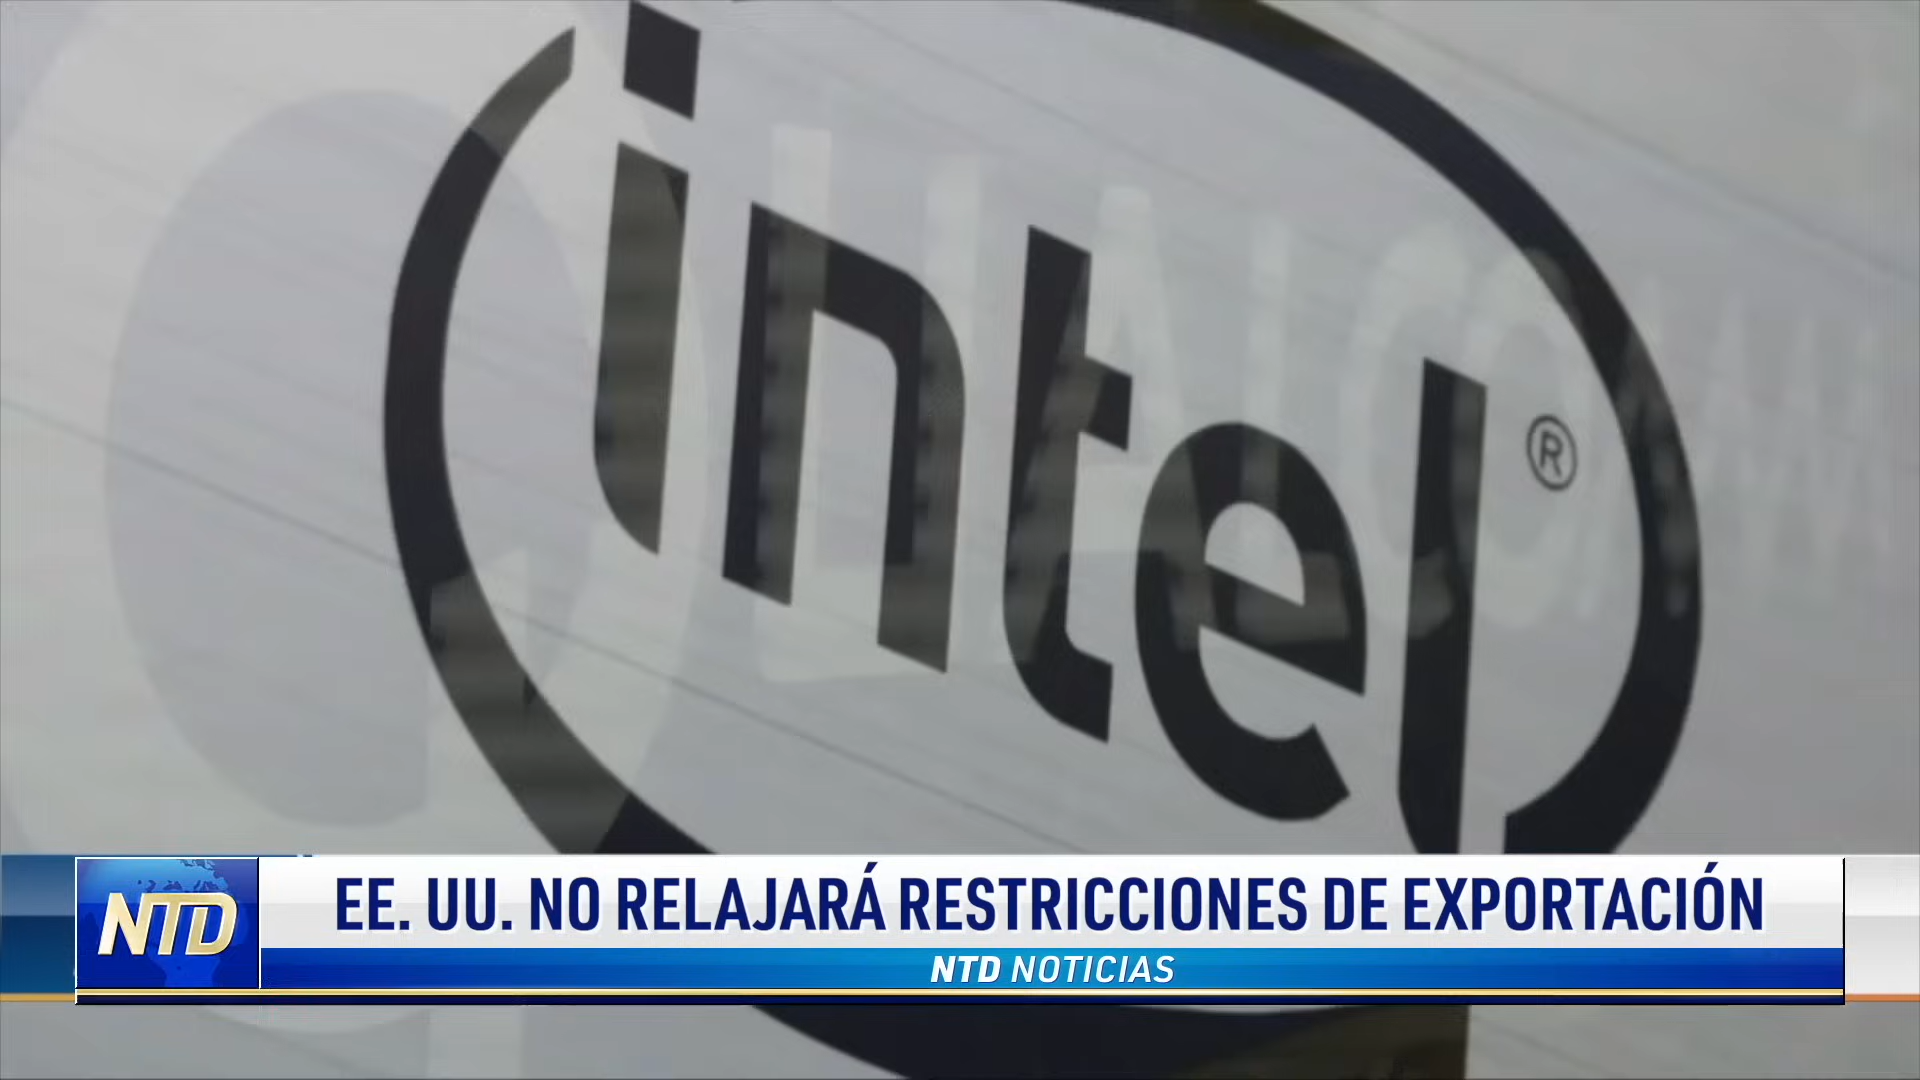 intel
®
EE. UU. NO RELAJARÁ RESTRICCIONES DE EXPORTACIÓN
NTD
NTD NOTICIAS